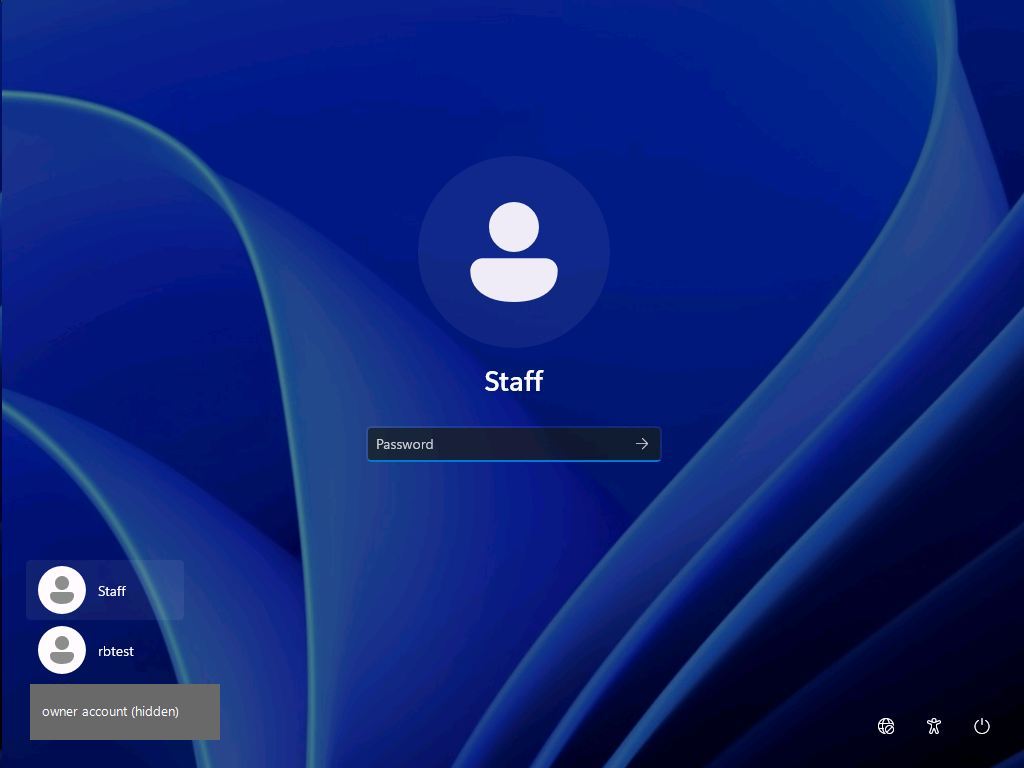 Staff
Password
Staff
rbtest
owner account (hidden)